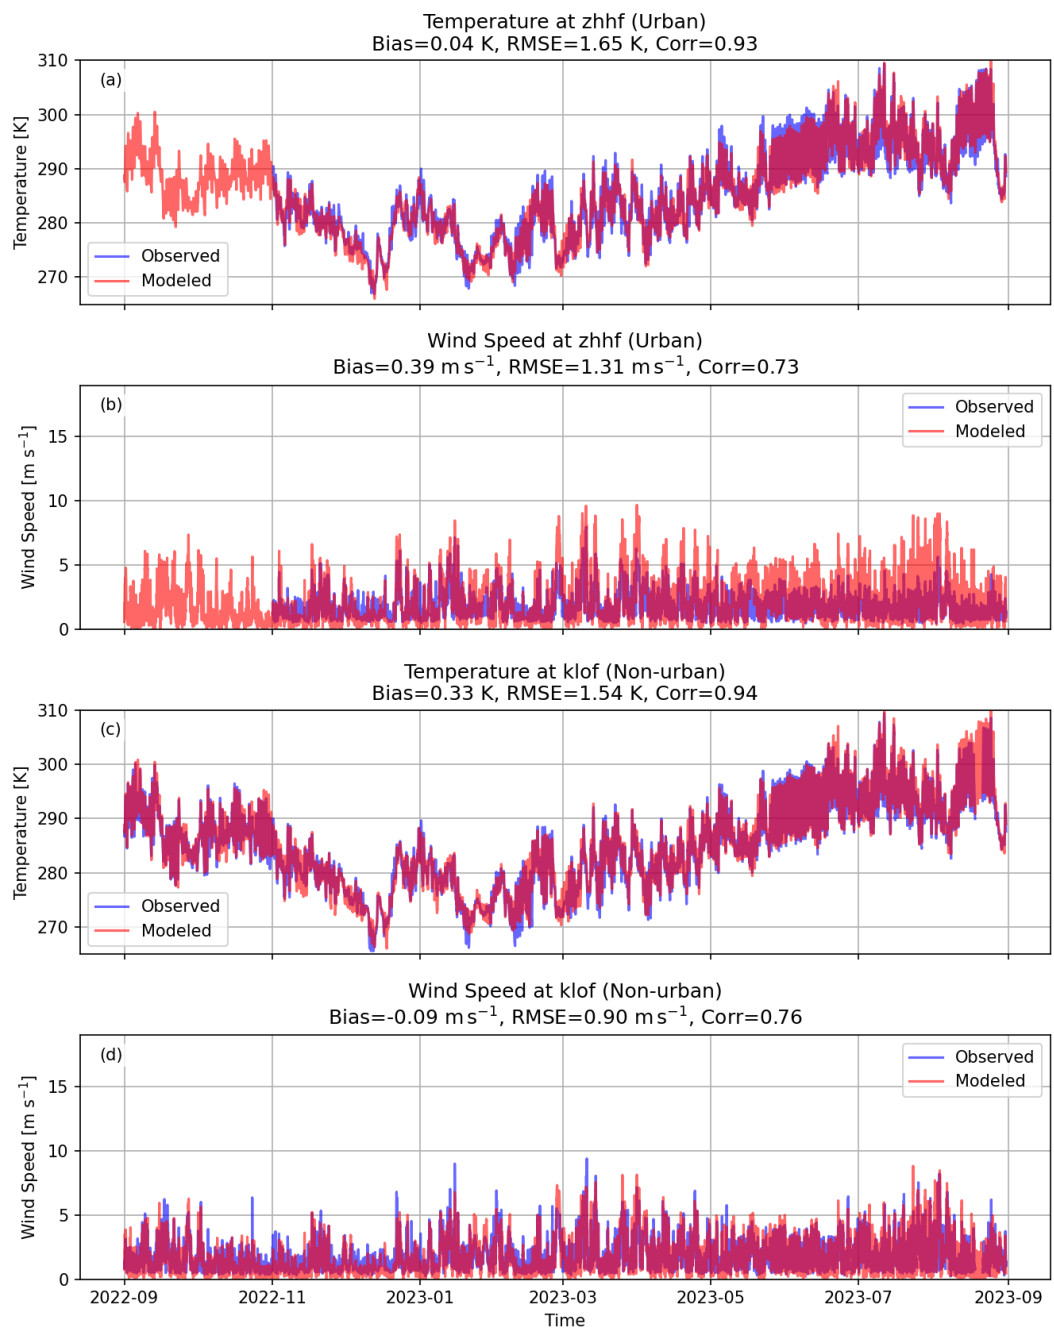 Temperature at zhhf (Urban)
Bias=0.04 K, RMSE=1.65 K, Corr=0.93
(a)
310
300
290
280
270
Temperature [K]
Observed
Modeled
Wind Speed at zhhf (Urban)
Bias=0.39 m s⁻¹, RMSE=1.31 m s⁻¹, Corr=0.73
(b)
15
10
5
0
Wind Speed [m s⁻¹]
Observed
Modeled
Temperature at klof (Non-urban)
Bias=0.33 K, RMSE=1.54 K, Corr=0.94
(c)
310
300
290
280
270
Temperature [K]
Observed
Modeled
Wind Speed at klof (Non-urban)
Bias=-0.09 m s⁻¹, RMSE=0.90 m s⁻¹, Corr=0.76
(d)
15
10
5
0
Wind Speed [m s⁻¹]
Observed
Modeled
2022-09 2022-11 2023-01 2023-03 2023-05 2023-07 2023-09
Time